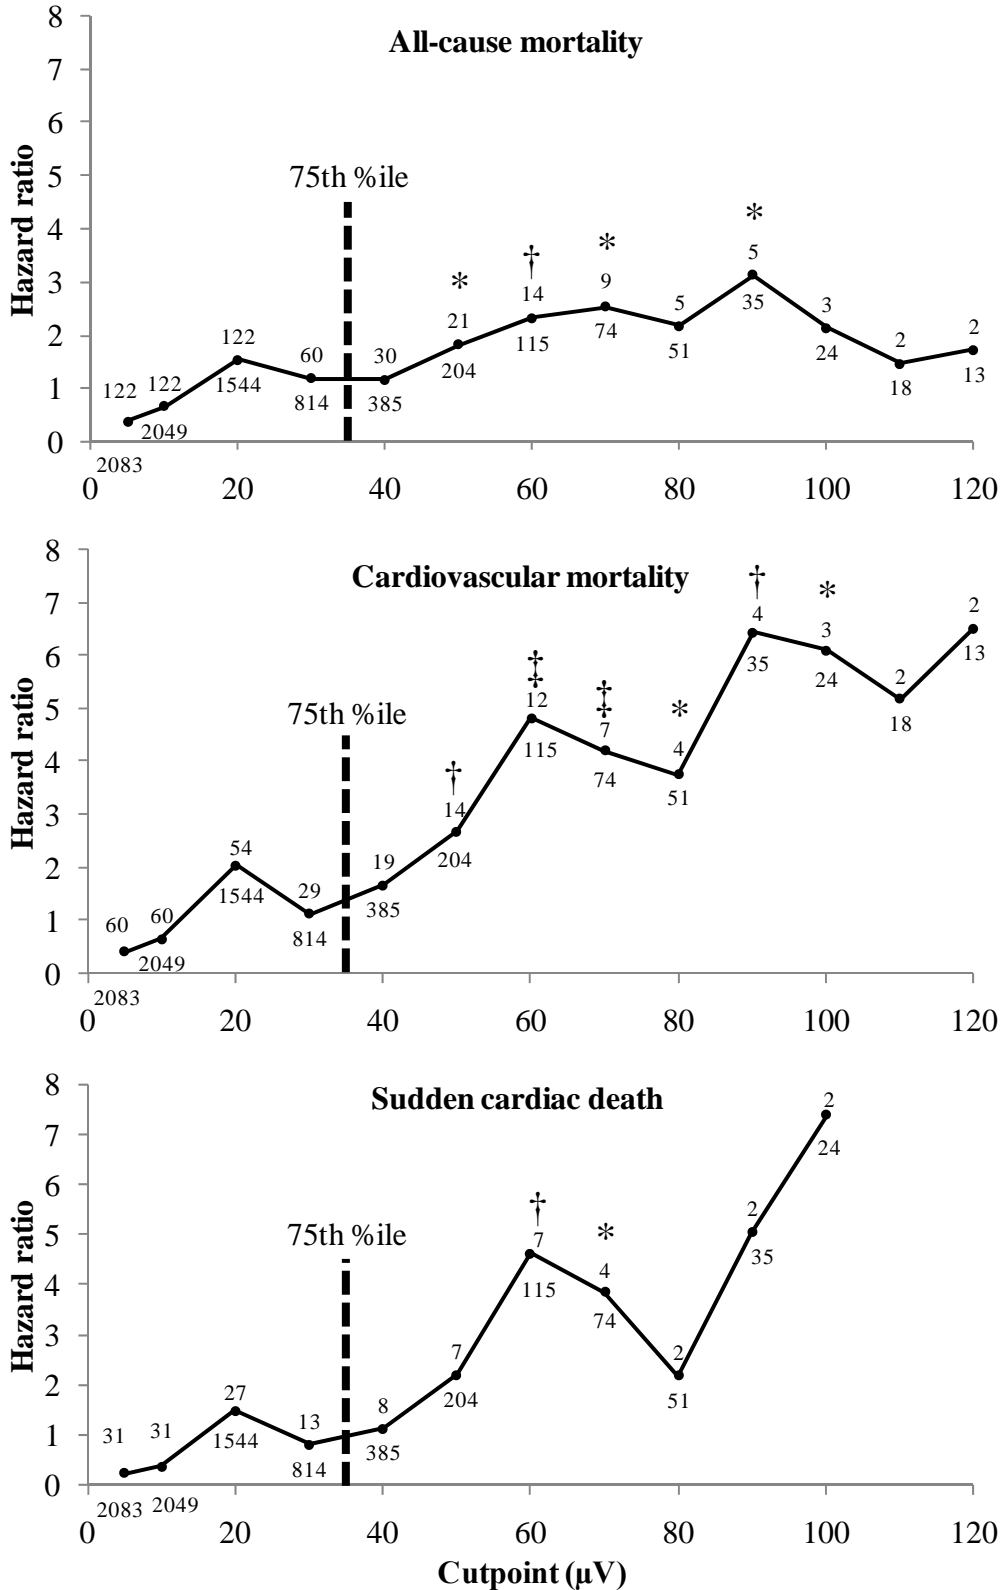 All-cause mortality
Hazard ratio
8
7
6
5
4
3
2
1
0
75th %ile
* † * *
122 122 122 60 30 21 14 9 5 5 3 2 2
2083 2049 1544 814 385 204 115 74 51 35 24 18 13
0 20 40 60 80 100 120
Cardiovascular mortality
Hazard ratio
8
7
6
5
4
3
2
1
0
75th %ile
† ‡ ‡ * † *
60 60 54 29 19 14 12 7 4 4 3 2 2
2083 2049 1544 814 385 204 115 74 51 35 24 18 13
0 20 40 60 80 100 120
Sudden cardiac death
Hazard ratio
8
7
6
5
4
3
2
1
0
75th %ile
† *
31 31 27 13 8 7 7 4 2 2 2
2083 2049 1544 814 385 204 115 74 51 35 24
0 20 40 60 80 100 120
Cutpoint (µV)